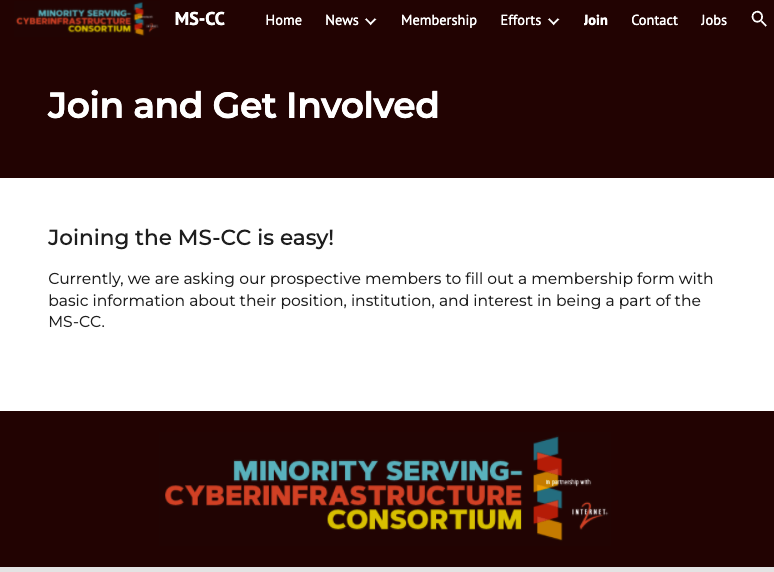 MINORITY SERVING-
CYBERINFRASTRUCTURE
CONSORTIUM
MS-CC
Home News Membership Efforts Join Contact Jobs
Join and Get Involved
Joining the MS-CC is easy!
Currently, we are asking our prospective members to fill out a membership form with
basic information about their position, institution, and interest in being a part of the
MS-CC.
MINORITY SERVING-
CYBERINFRASTRUCTURE
CONSORTIUM
in partnership with
INTERNET
2